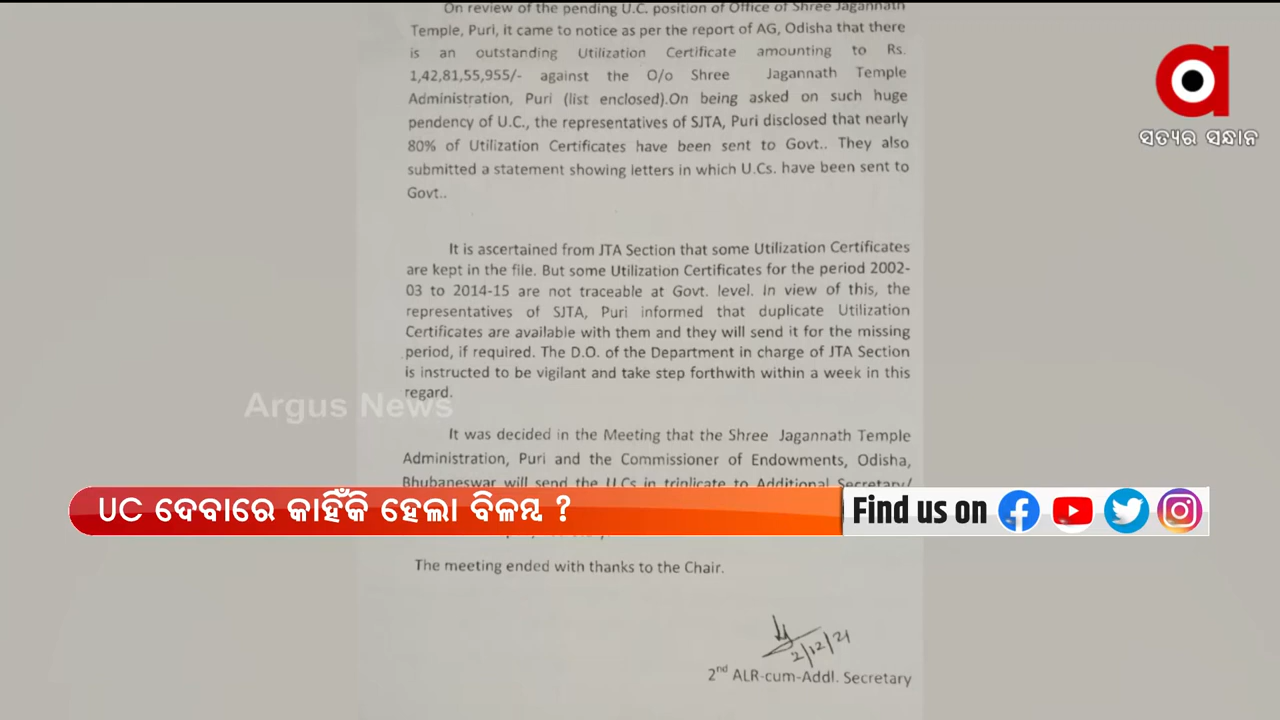 On review of the pending U.C. position of Office of Shree Jagannath
Temple, Puri, it came to notice as per the report of AG, Odisha that there
is an outstanding Utilization Certificate amounting to Rs.
1,42,81,55,955/- against the O/o Shree Jagannath Temple
Administration, Puri (list enclosed).On being asked on such huge
pendency of U.C., the representatives of SJTA, Puri disclosed that nearly
80% of Utilization Certificates have been sent to Govt.. They also
submitted a statement showing letters in which U.Cs. have been sent to
Govt..
ସତ୍ୟର ସନ୍ଧାନ
It is ascertained from JTA Section that some Utilization Certificates
are kept in the file. But some Utilization Certificates for the period 2002-
03 to 2014-15 are not traceable at Govt. level. In view of this, the
representatives of SJTA, Puri informed that duplicate Utilization
Certificates are available with them and they will send it for the missing
period, if required. The D.O. of the Department in charge of JTA Section
is instructed to be vigilant and take step forthwith within a week in this
regard.
Argus News
It was decided in the Meeting that the Shree Jagannath Temple
Administration, Puri and the Commissioner of Endowments, Odisha,
Bhubaneswar will send the U.Cs in triplicate to Additional Secretary/
UC ଦେବାରେ କାହିଁକି ହେଲା ବିଳମ୍ବ ?
Find us on
The meeting ended with thanks to the Chair.
2/12/21
2nd ALR-cum-Addl. Secretary